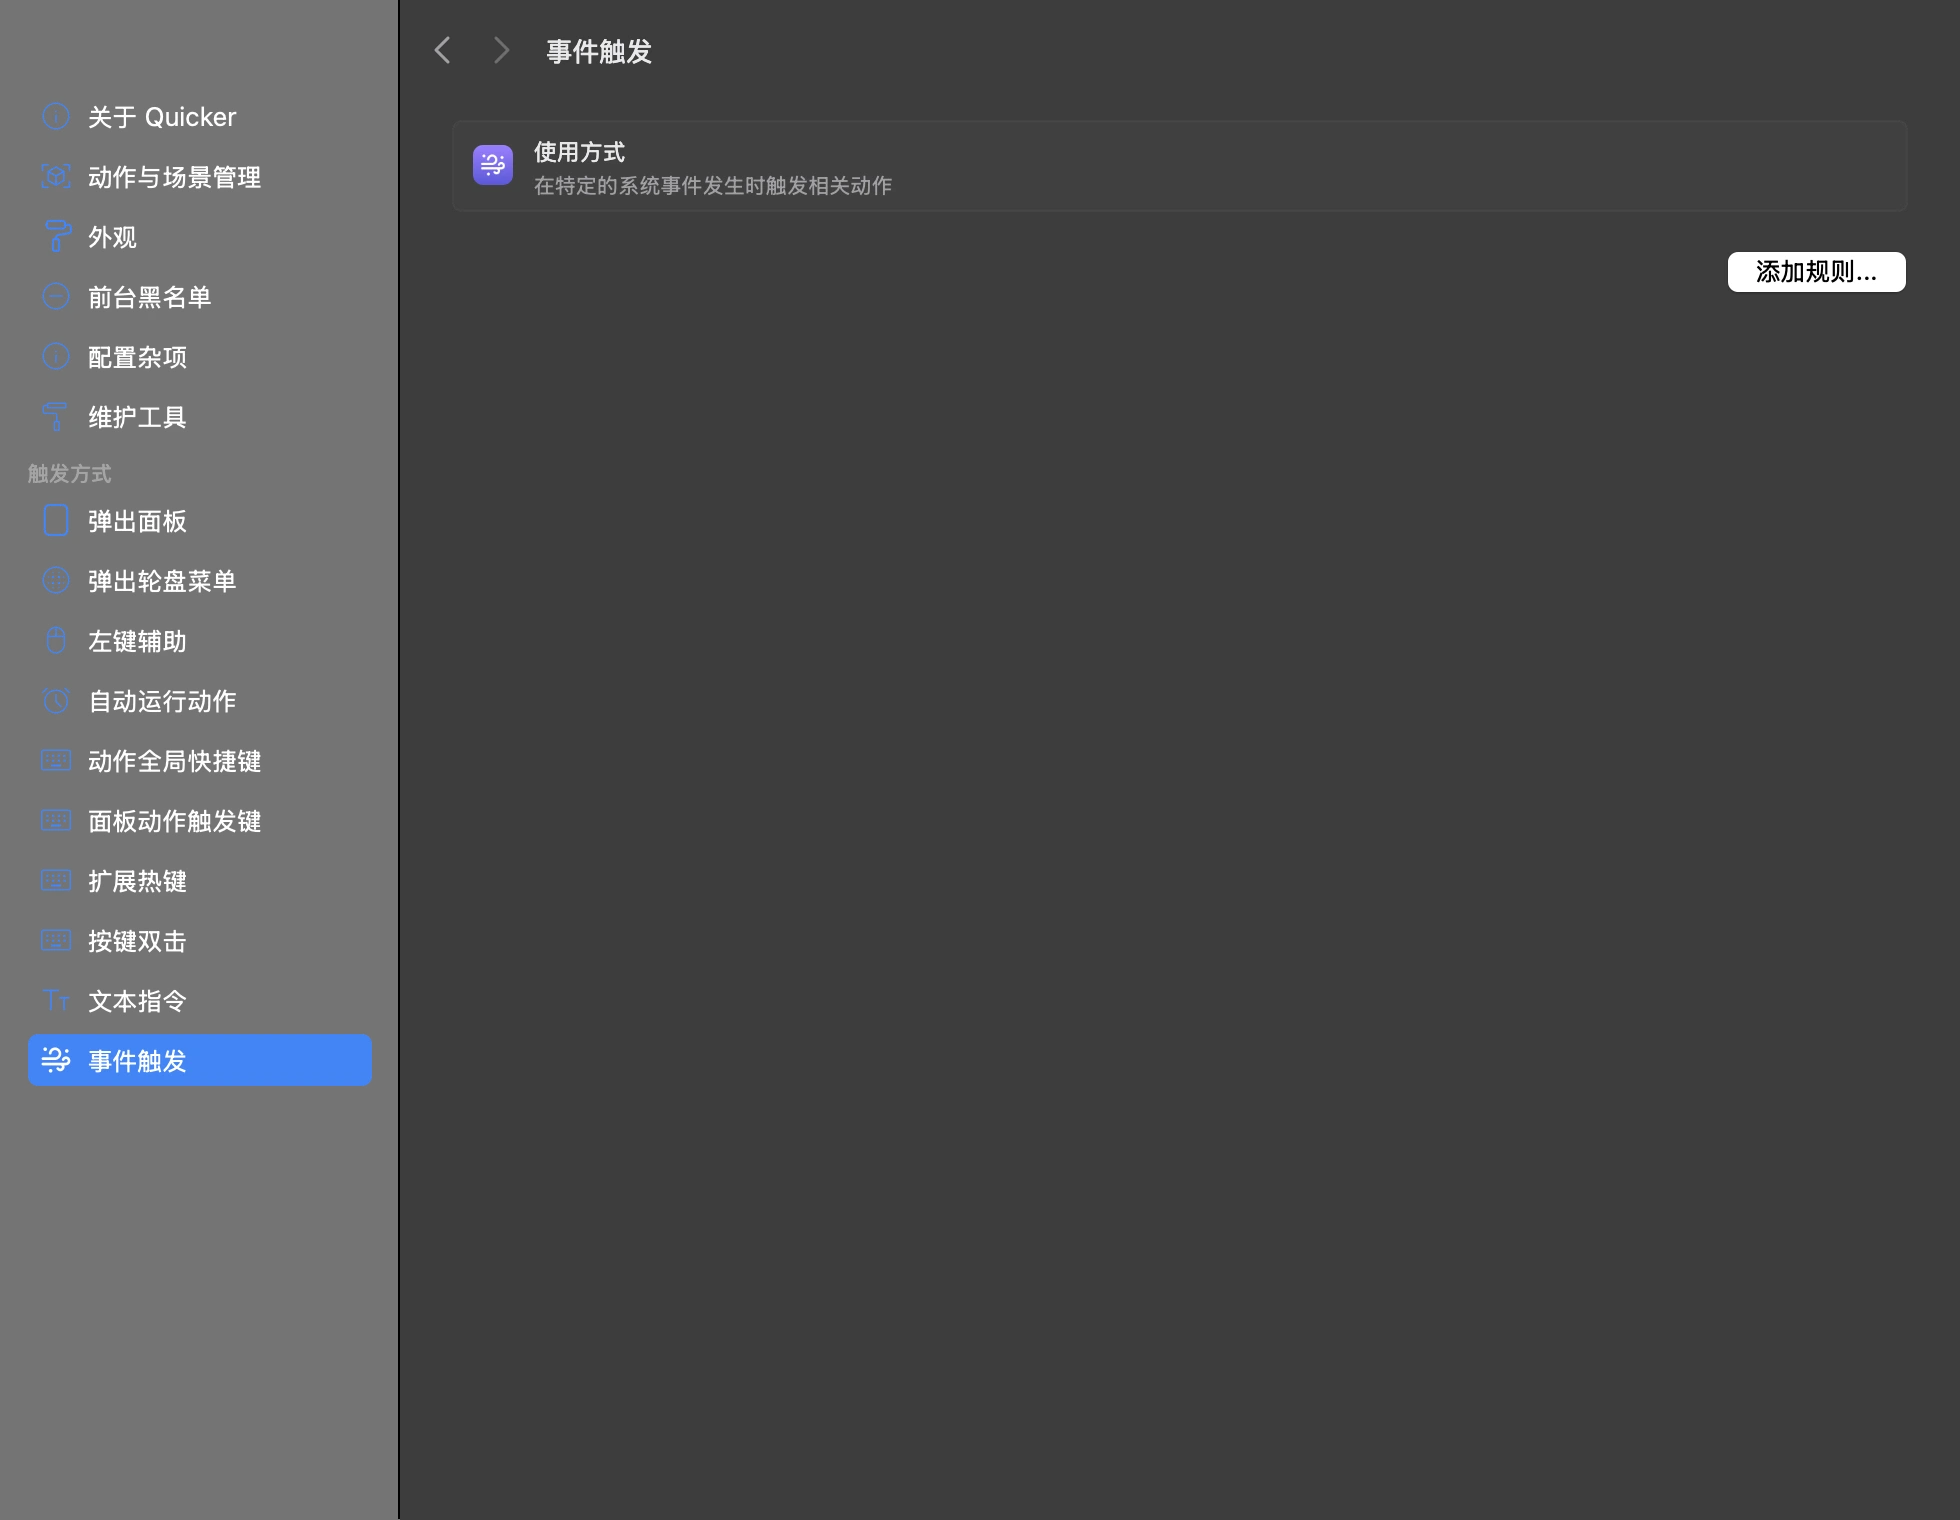 关于 Quicker
动作与场景管理
外观
前台黑名单
配置杂项
维护工具
触发方式
弹出面板
弹出轮盘菜单
左键辅助
自动运行动作
动作全局快捷键
面板动作触发键
扩展热键
按键双击
文本指令
事件触发
事件触发
使用方式
在特定的系统事件发生时触发相关动作
添加规则...